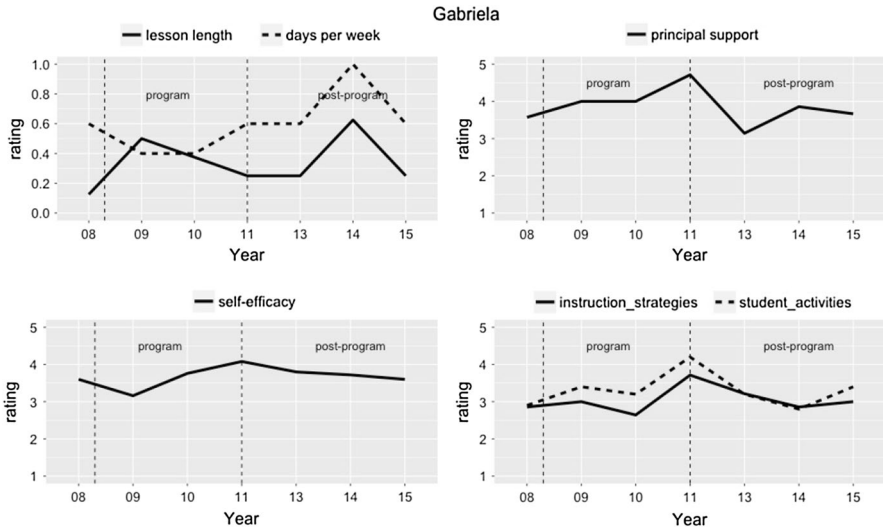 Gabriela
lesson length days per week
1.0
0.8
0.6
0.4
0.2
0.0
rating
program post-program
08 09 10 11 13 14 15
Year
principal support
5
4
3
2
1
rating
program post-program
08 09 10 11 13 14 15
Year
self-efficacy
5
4
3
2
1
rating
program post-program
08 09 10 11 13 14 15
Year
instruction_strategies student_activities
5
4
3
2
1
rating
program post-program
08 09 10 11 13 14 15
Year